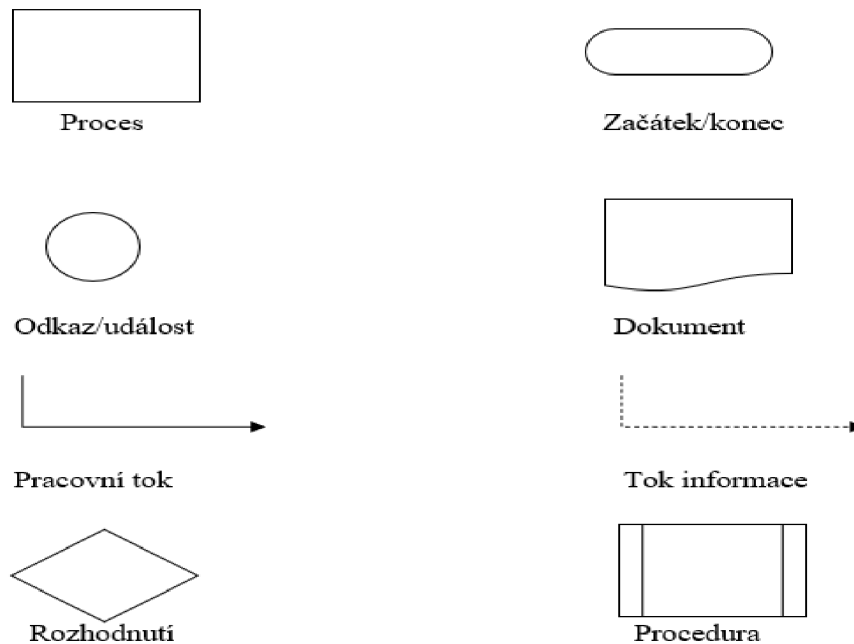 Proces
Začátek/konec
Odkaz/událost
Dokument
Pracovní tok
Tok informace
Rozhodnutí
Procedura